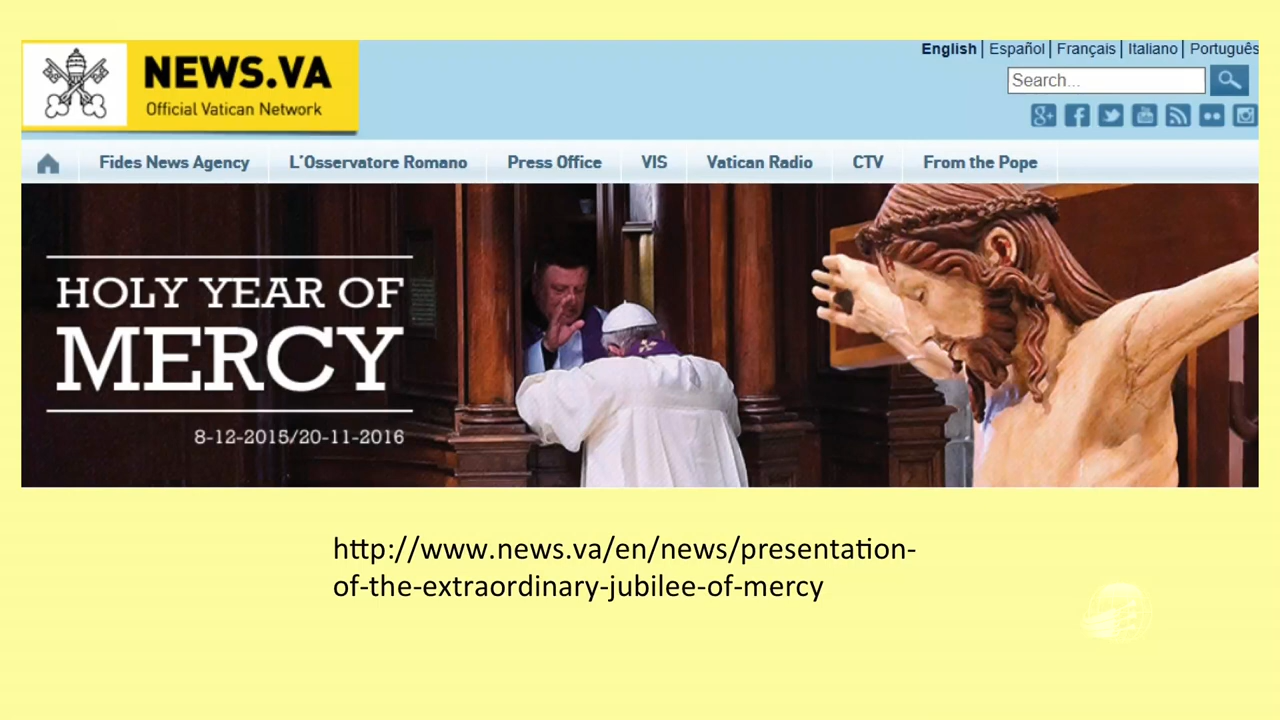 NEWS.VA
Official Vatican Network
English | Español | Français | Italiano | Português
Search...
Fides News Agency
L'Osservatore Romano
Press Office
VIS
Vatican Radio
CTV
From the Pope
HOLY YEAR OF
MERCY
8-12-2015/20-11-2016
http://www.news.va/en/news/presentation-
of-the-extraordinary-jubilee-of-mercy